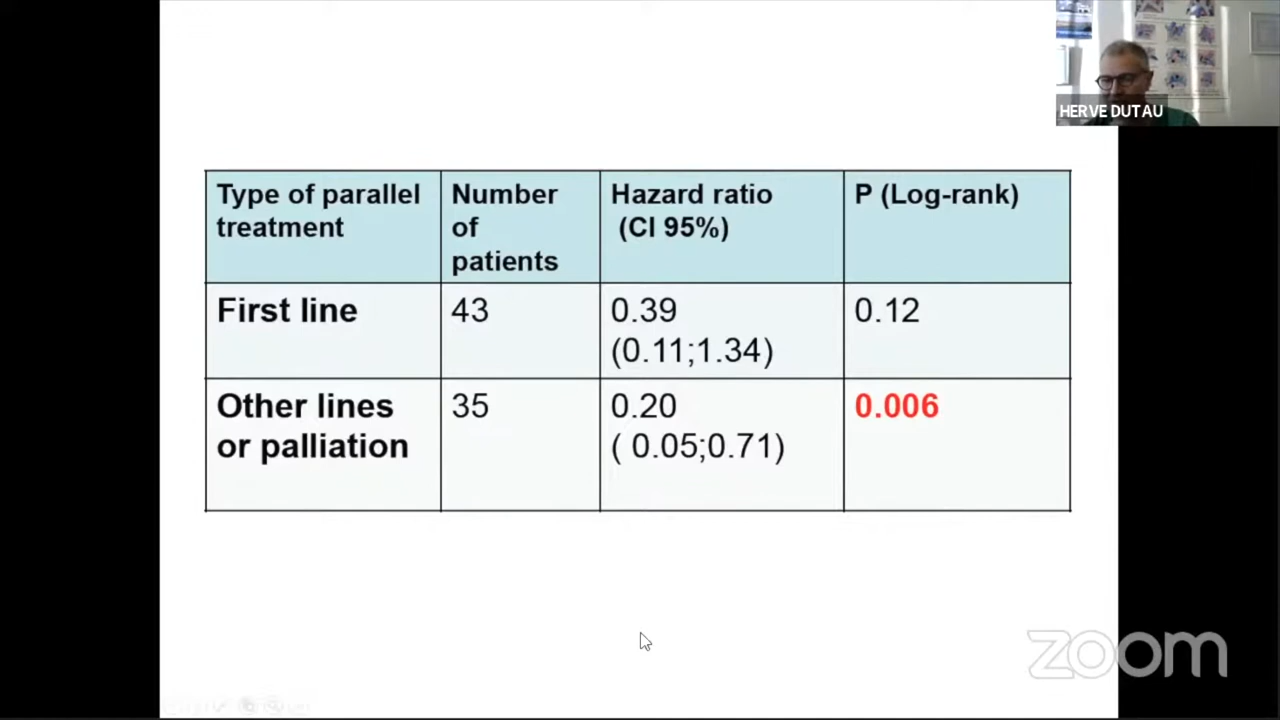 HERVE DUTAU
Type of parallel
treatment
Number
of
patients
Hazard ratio
(CI 95%)
P (Log-rank)
First line
43
0.39
(0.11;1.34)
0.12
Other lines
or palliation
35
0.20
( 0.05;0.71)
0.006
zoom